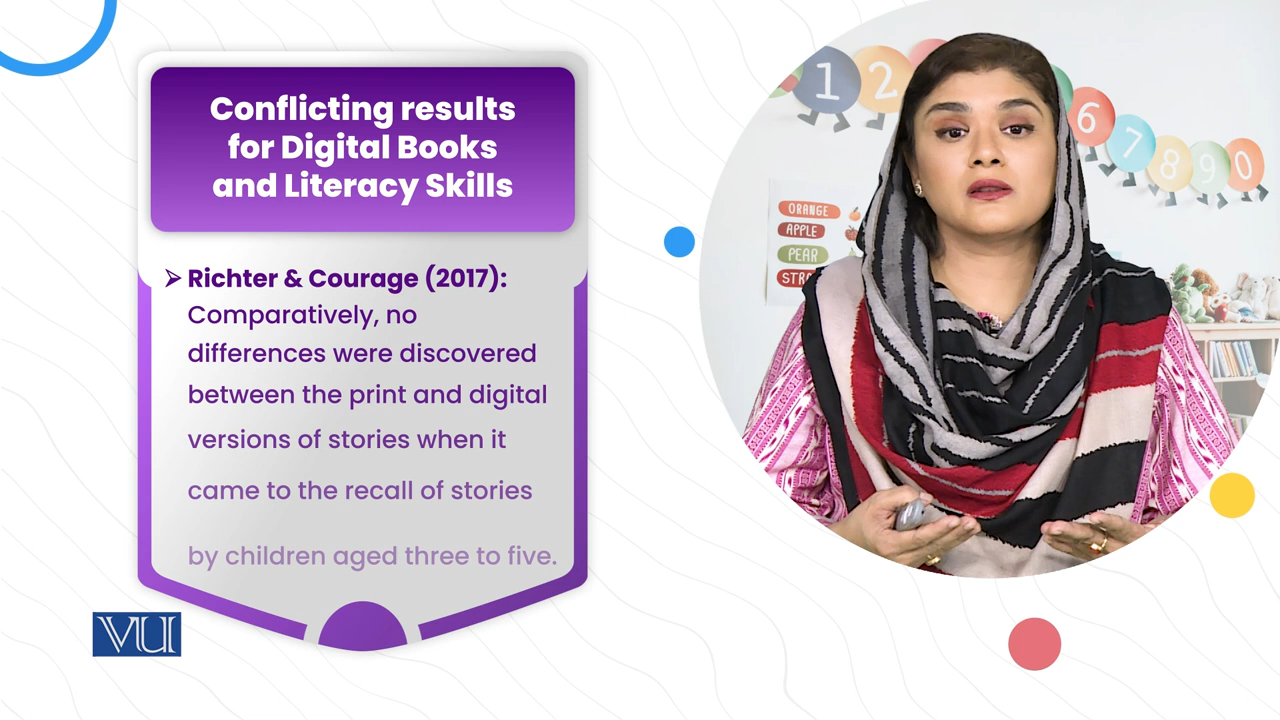 Conflicting results
for Digital Books
and Literacy Skills
➢ Richter & Courage (2017):
Comparatively, no
differences were discovered
between the print and digital
versions of stories when it
came to the recall of stories
by children aged three to five.
VU
1 2 6 7 8 9 0
ORANGE
APPLE
PEAR